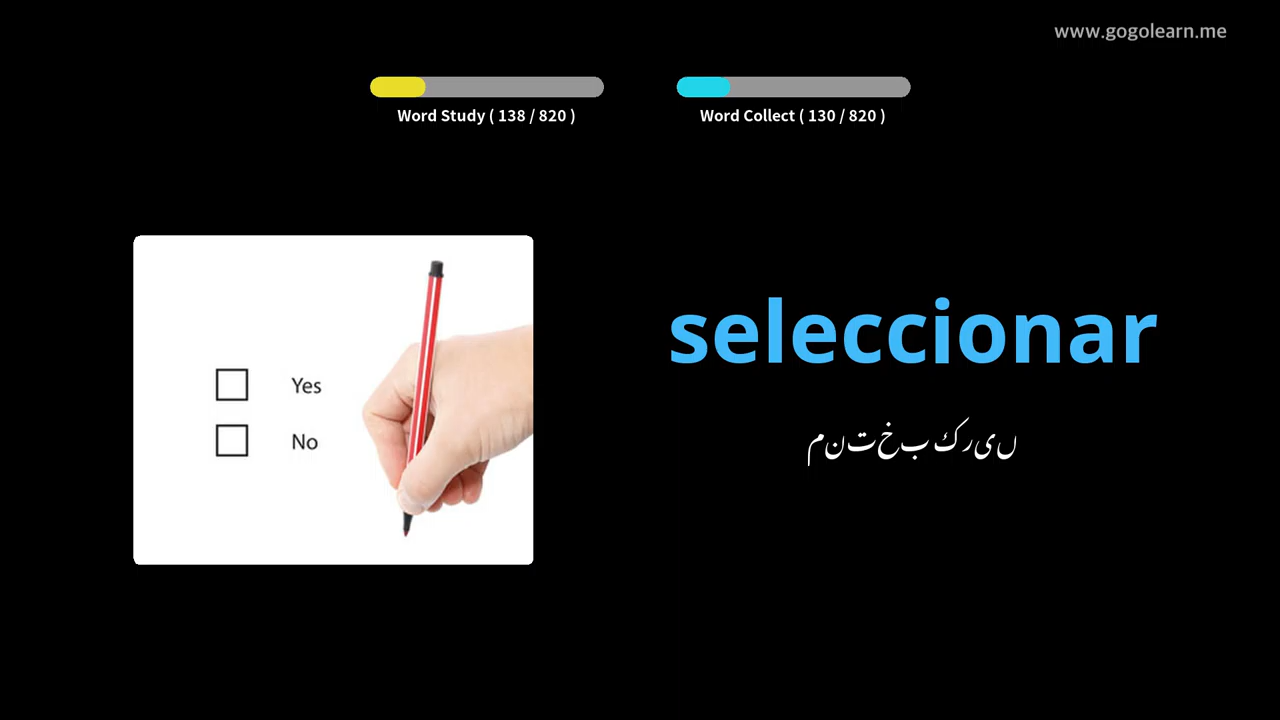 www.gogolearn.me
Word Study ( 138 / 820 )
Word Collect ( 130 / 820 )
Yes
No
seleccionar
منتخب کریں